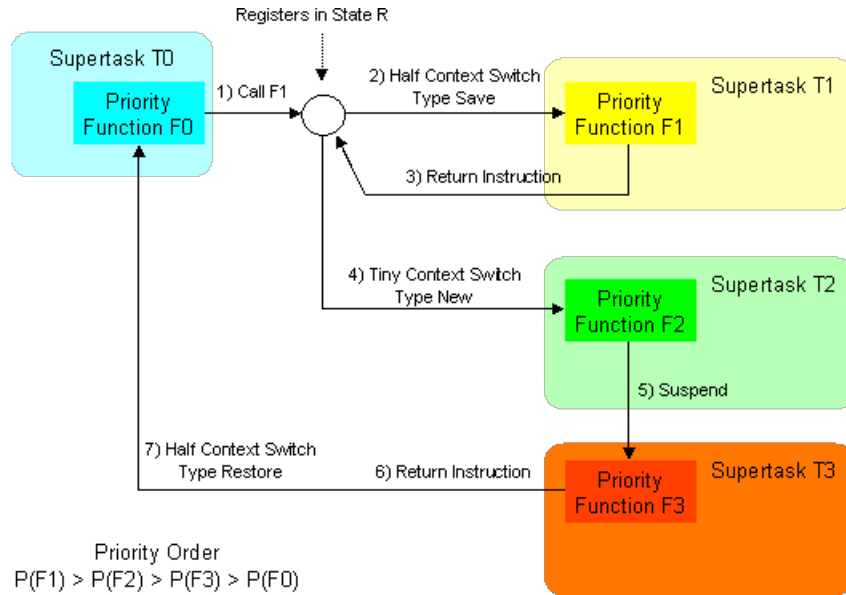 Registers in State R
Supertask T0
Priority
Function F0
1) Call F1
2) Half Context Switch
Type Save
Supertask T1
Priority
Function F1
3) Return Instruction
4) Tiny Context Switch
Type New
Supertask T2
Priority
Function F2
5) Suspend
7) Half Context Switch
Type Restore
6) Return Instruction
Supertask T3
Priority
Function F3
Priority Order
P(F1) > P(F2) > P(F3) > P(F0)